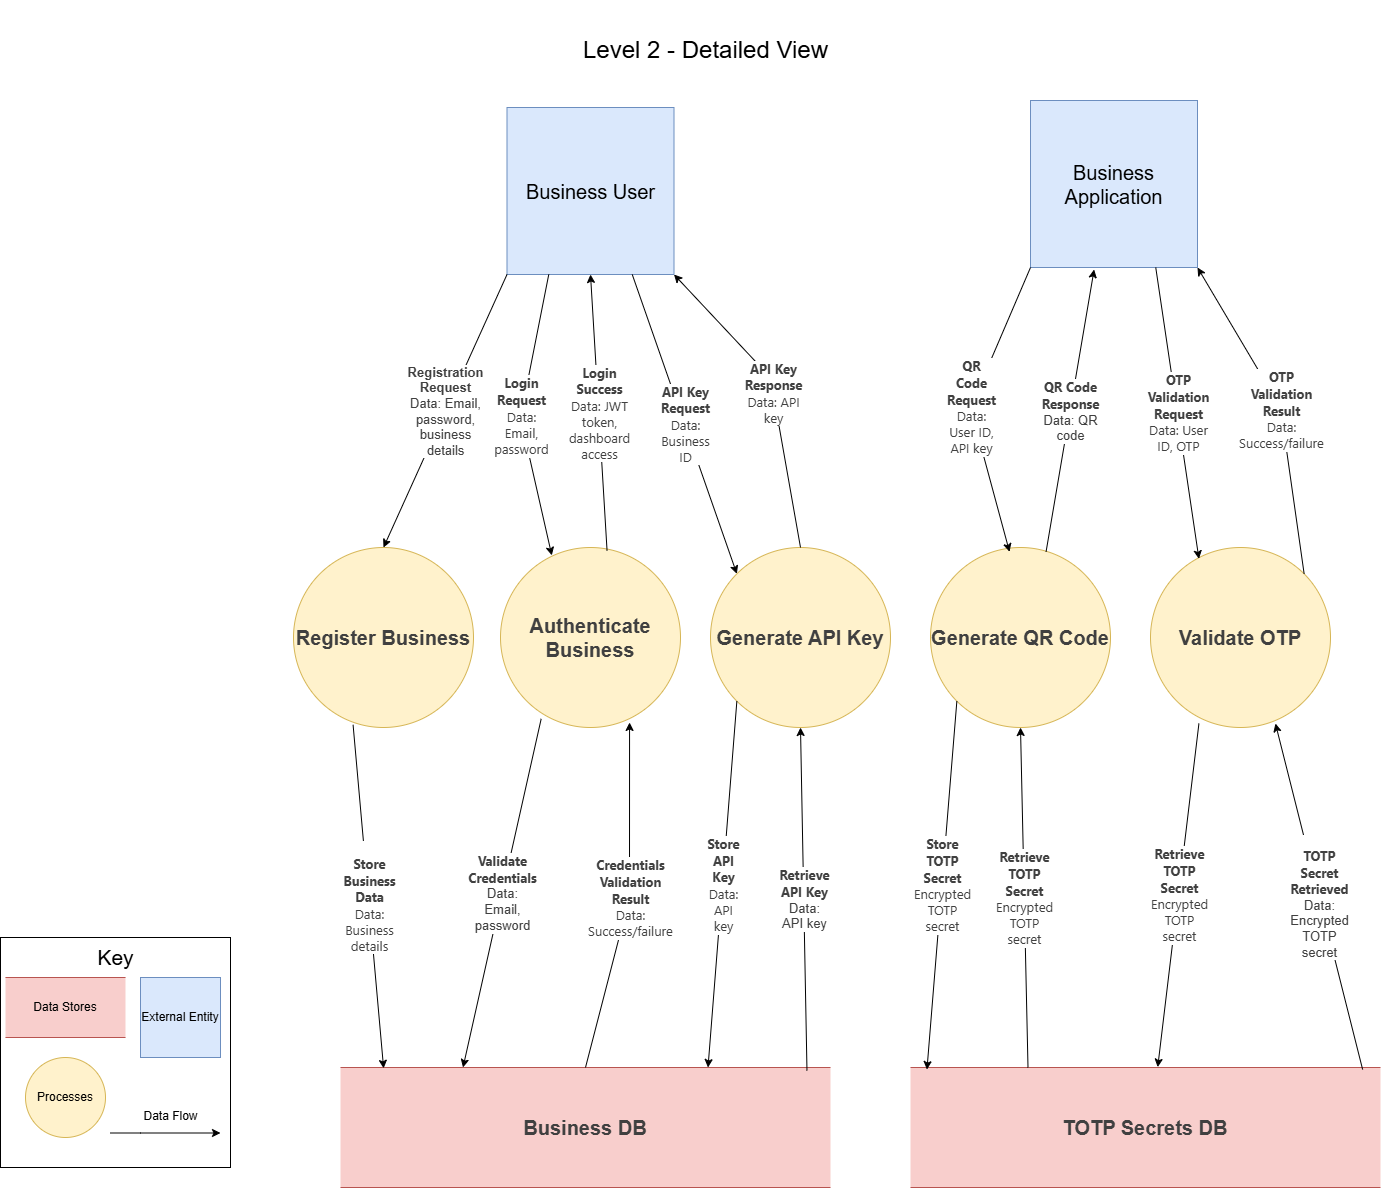 Level 2 - Detailed View
Business User
Business
Application
Registration
Request
Data: Email,
password,
business
details
Login
Request
Data:
Email,
password
Login
Success
Data: JWT
token,
dashboard
access
API Key
Request
Data:
Business
ID
API Key
Response
Data: API
key
QR
Code
Request
Data:
User ID,
API key
QR Code
Response
Data: QR
code
OTP
Validation
Request
Data: User
ID, OTP
OTP
Validation
Result
Data:
Success/failure
Register Business
Authenticate
Business
Generate API Key
Generate QR Code
Validate OTP
Store
Business
Data
Data:
Business
details
Validate
Credentials
Data:
Email,
password
Credentials
Validation
Result
Data:
Success/failure
Store
API
Key
Data:
API
key
Retrieve
API Key
Data:
API key
Store
TOTP
Secret
Encrypted
TOTP
secret
Retrieve
TOTP
Secret
Encrypted
TOTP
secret
Retrieve
TOTP
Secret
Encrypted
TOTP
secret
TOTP
Secret
Retrieved
Data:
Encrypted
TOTP
secret
Business DB
TOTP Secrets DB
Key
Data Stores
External Entity
Processes
Data Flow